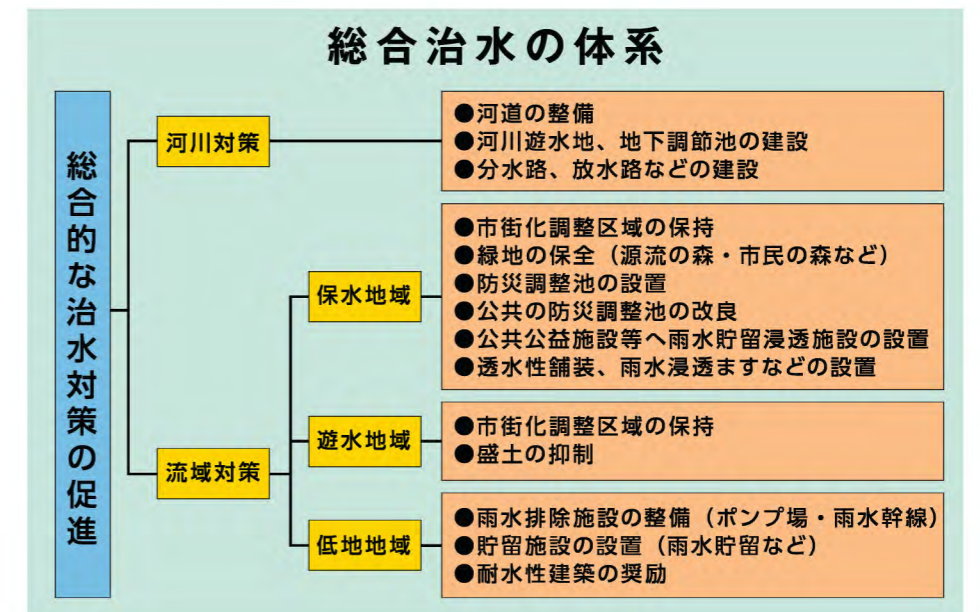 総合治水の体系
総合的な治水対策の促進
河川対策
●河道の整備
●河川遊水地、地下調節池の建設
●分水路、放水路などの建設
流域対策
保水地域
●市街化調整区域の保持
●緑地の保全（源流の森・市民の森など）
●防災調整池の設置
●公共の防災調整池の改良
●公共公益施設等へ雨水貯留浸透施設の設置
●透水性舗装、雨水浸透ますなどの設置
遊水地域
●市街化調整区域の保持
●盛土の抑制
低地地域
●雨水排除施設の整備（ポンプ場・雨水幹線）
●貯留施設の設置（雨水貯留など）
●耐水性建築の奨励